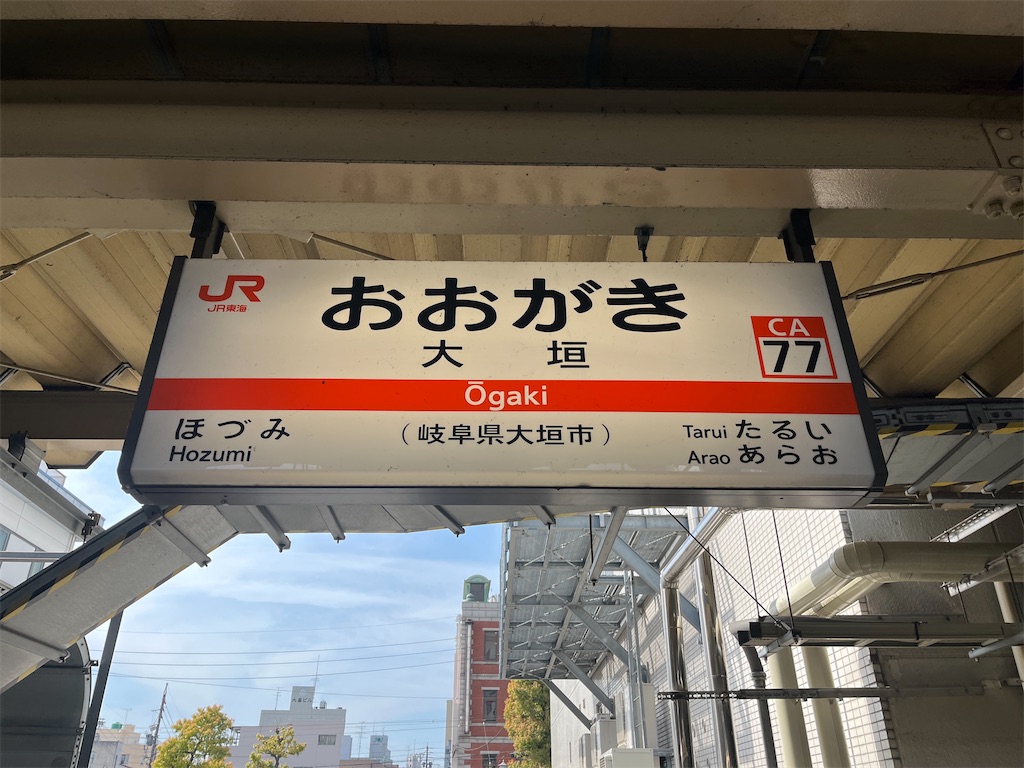 JR
JR東海
おおがき
大垣
CA
77
Ōgaki
ほづみ
Hozumi
（岐阜県大垣市）
Tarui たるい
Arao あらお